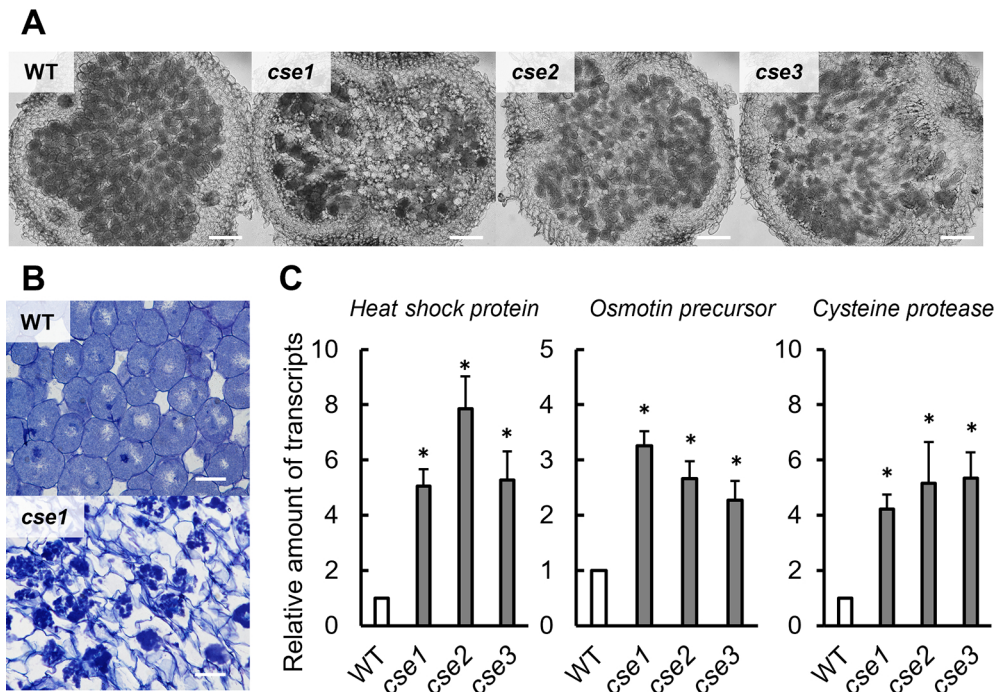 A
WT
cse1
cse2
cse3
B
WT
cse1
C
Heat shock protein
Osmotin precursor
Cysteine protease
Relative amount of transcripts
10
8
6
4
2
0
*
*
*
WT
cse1
cse2
cse3
5
4
3
2
1
0
*
*
*
WT
cse1
cse2
cse3
10
8
6
4
2
0
*
*
*
WT
cse1
cse2
cse3